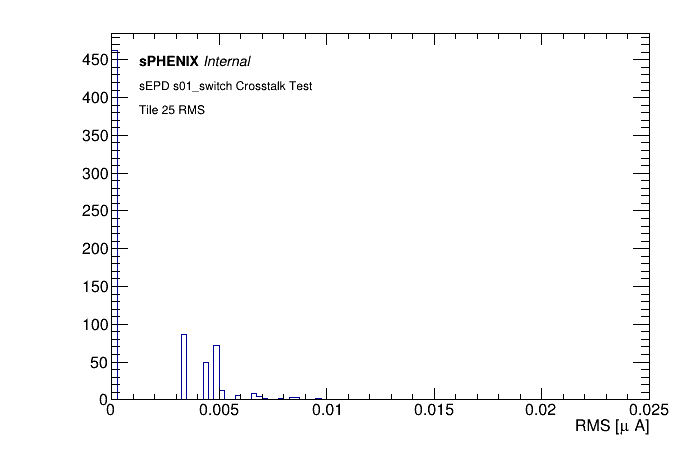 450
400
350
300
250
200
150
100
50
0
sPHENIX Internal
sEPD s01_switch Crosstalk Test
Tile 25 RMS
0 0.005 0.01 0.015 0.02 0.025
RMS [μ A]